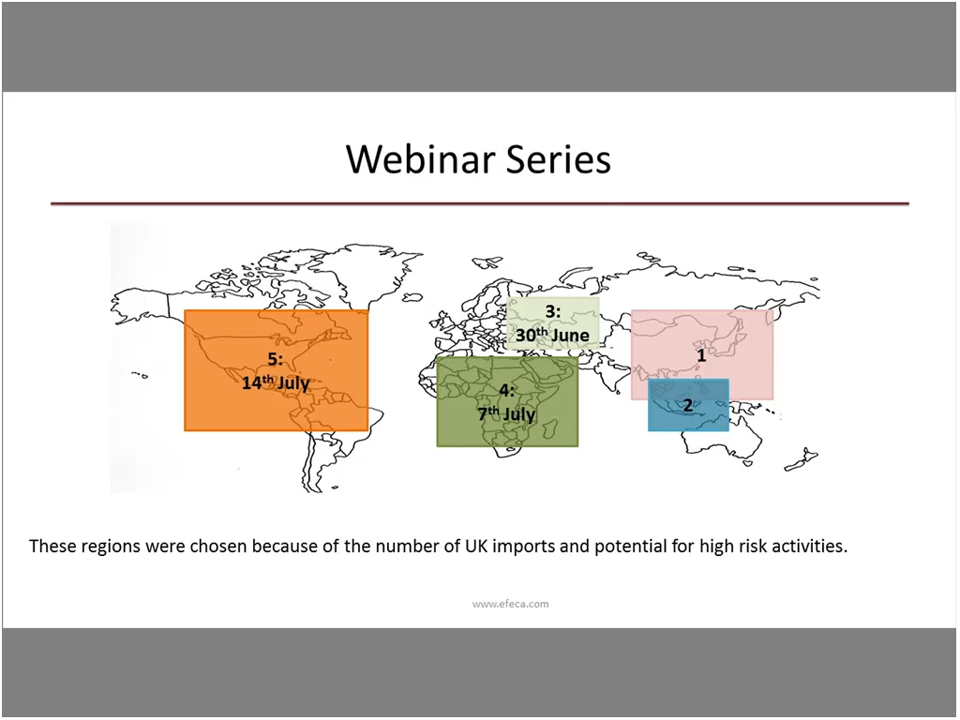 Webinar Series
3:
30th June
5:
14th July
1
4:
7th July
2
These regions were chosen because of the number of UK imports and potential for high risk activities.
www.efeca.com